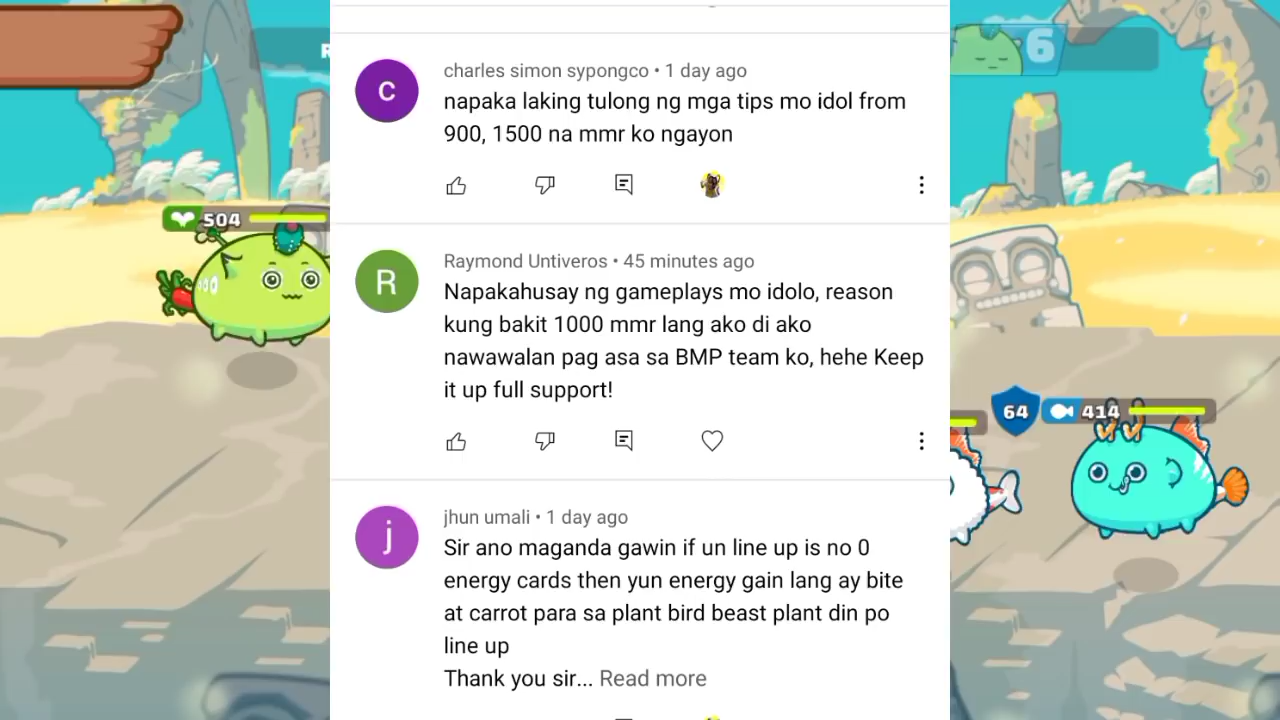 charles simon sypongco • 1 day ago
C
napaka laking tulong ng mga tips mo idol from
900, 1500 na mmr ko ngayon
504
6
Raymond Untiveros • 45 minutes ago
R
Napakahusay ng gameplays mo idolo, reason
kung bakit 1000 mmr lang ako di ako
nawawalan pag asa sa BMP team ko, hehe Keep
it up full support!
64
414
jhun umali • 1 day ago
j
Sir ano maganda gawin if un line up is no 0
energy cards then yun energy gain lang ay bite
at carrot para sa plant bird beast plant din po
line up
Thank you sir... Read more